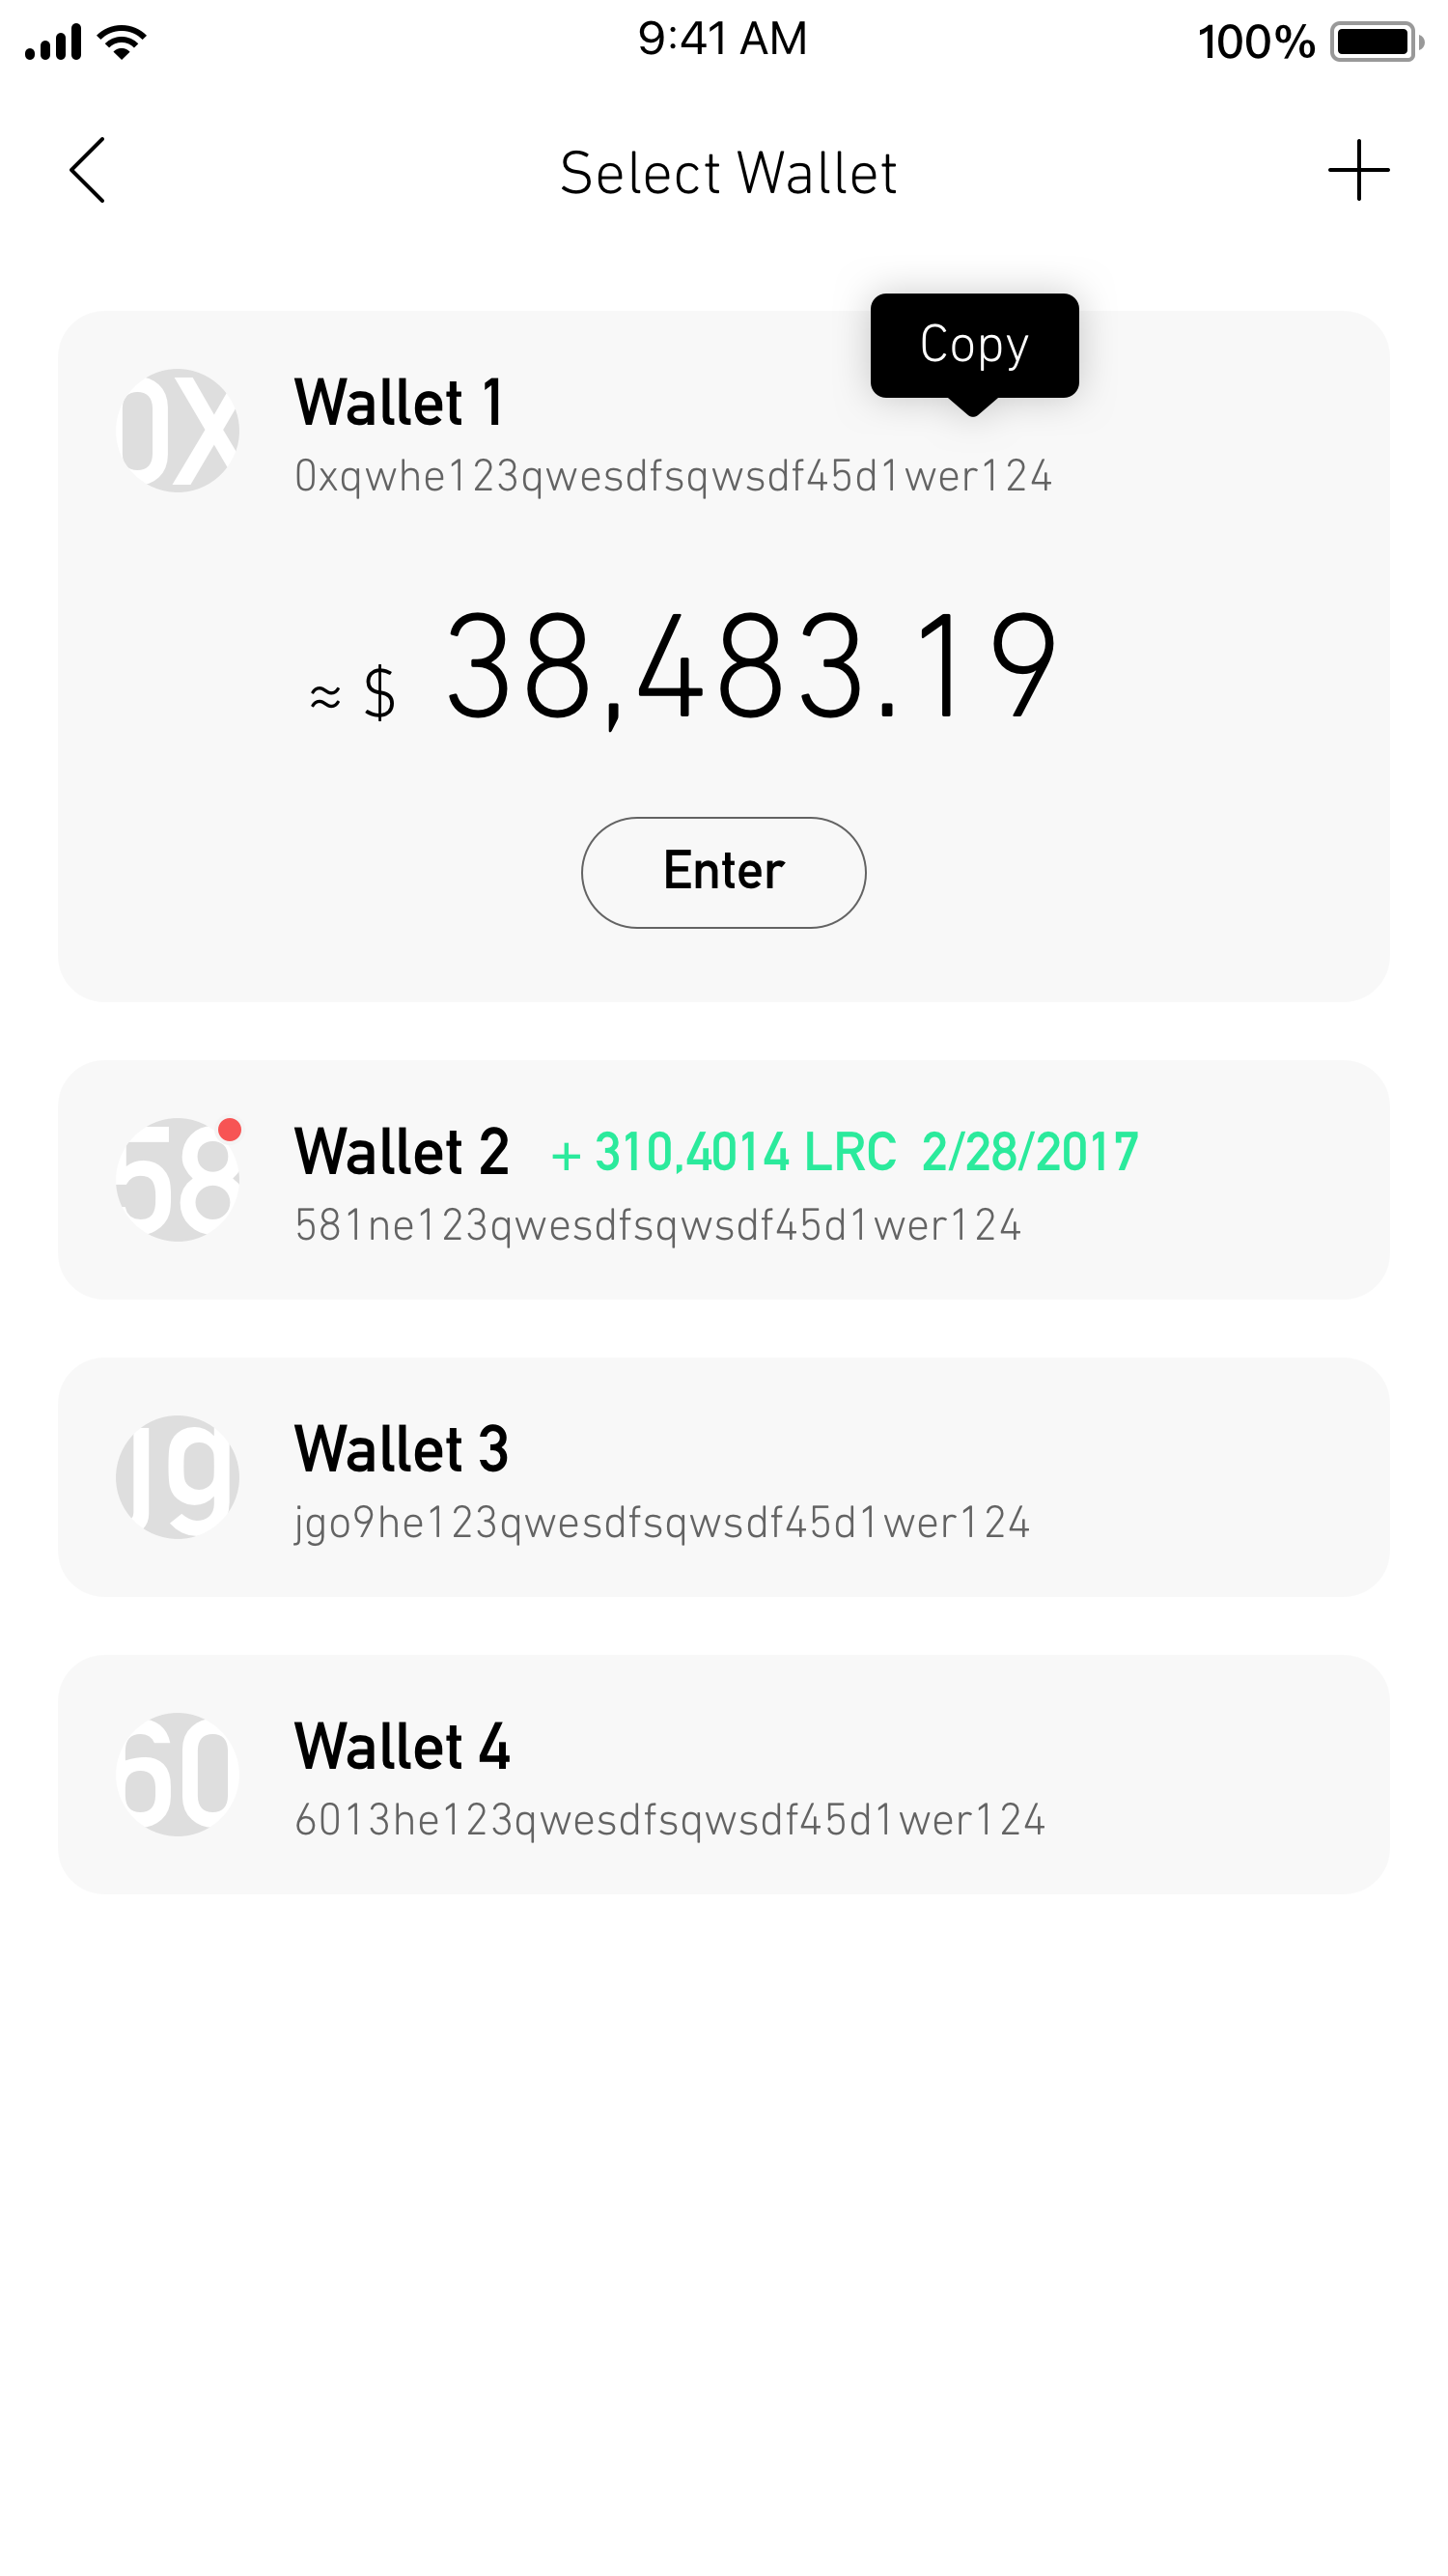 9:41 AM
100%
Select Wallet
Copy
0X
Wallet 1
0xqwhe123qwesdfsqwsdf45d1wer124
≈ $ 38,483.19
Enter
58
Wallet 2 + 310,4014 LRC 2/28/2017
581ne123qwesdfsqwsdf45d1wer124
19
Wallet 3
jgo9he123qwesdfsqwsdf45d1wer124
60
Wallet 4
6013he123qwesdfsqwsdf45d1wer124